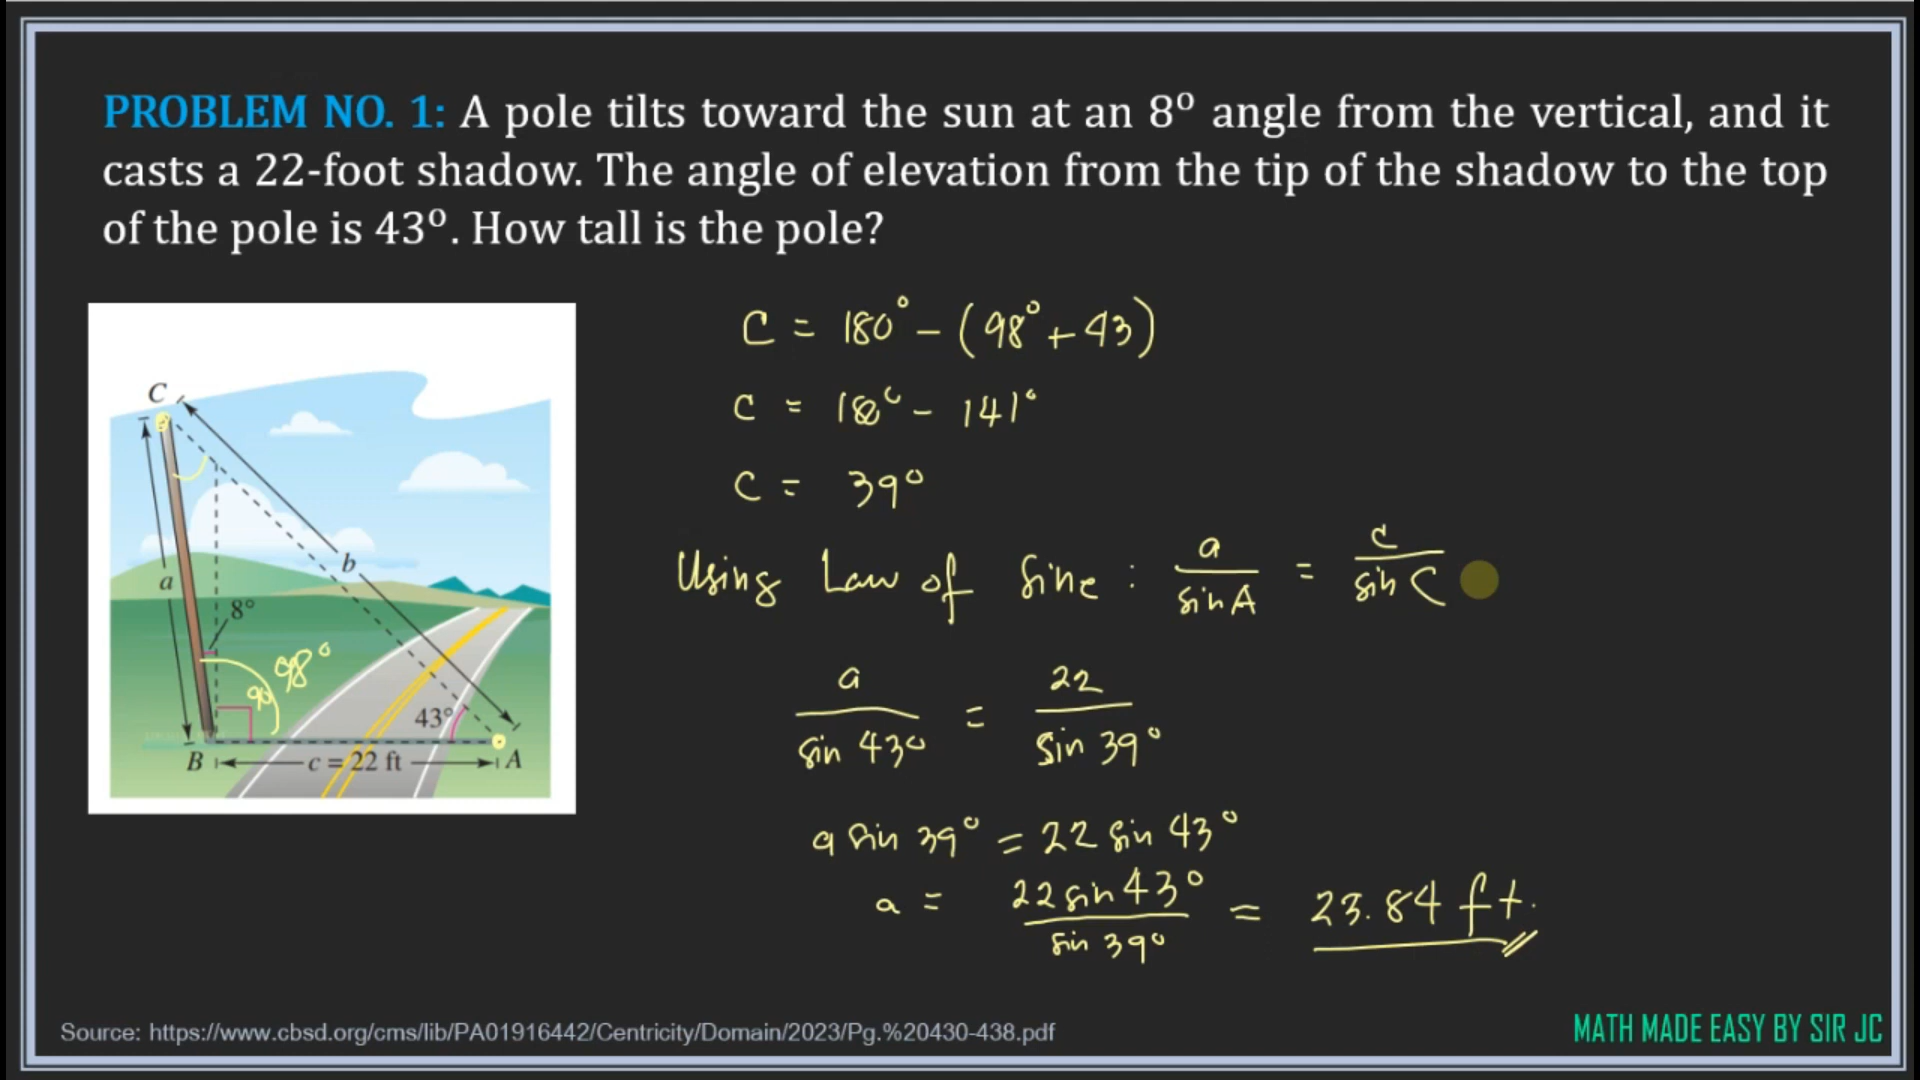 PROBLEM NO. 1: A pole tilts toward the sun at an 8⁰ angle from the vertical, and it
casts a 22-foot shadow. The angle of elevation from the tip of the shadow to the top
of the pole is 43⁰. How tall is the pole?
C = 180° - (98° + 43)
C = 180° - 141°
C = 39°
Using Law of Sine : a/sin A = c/sin C
a/sin 43° = 22/sin 39°
a sin 39° = 22 sin 43°
a = 22 sin 43°/sin 39° = 23.84 ft.
C
b
a
8°
98°
90
43°
B c = 22 ft A
Source: https://www.cbsd.org/cms/lib/PA01916442/Centricity/Domain/2023/Pg.%20430-438.pdf
MATH MADE EASY BY SIR JC